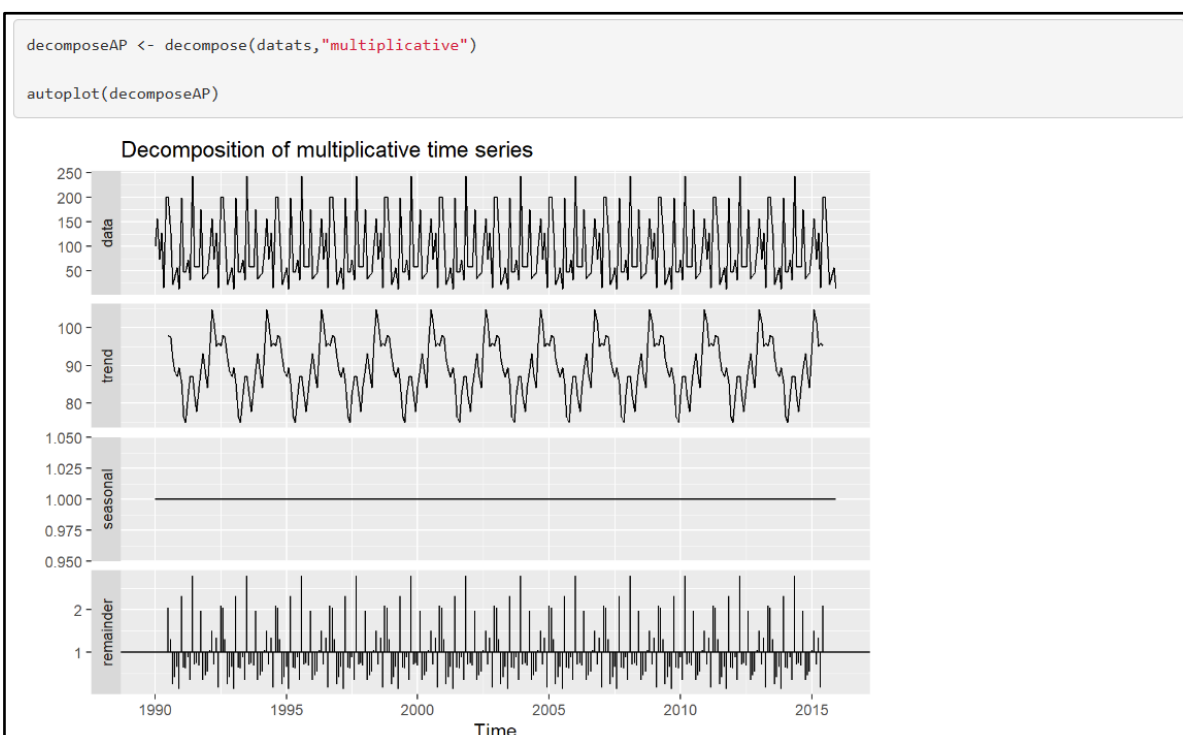 decomposeAP <- decompose(datats,"multiplicative")
autoplot(decomposeAP)
Decomposition of multiplicative time series
250
200
150
100
50
data
100
90
80
trend
1.050
1.025
1.000
0.975
0.950
seasonal
2
1
remainder
1990 1995 2000 2005 2010 2015
Time